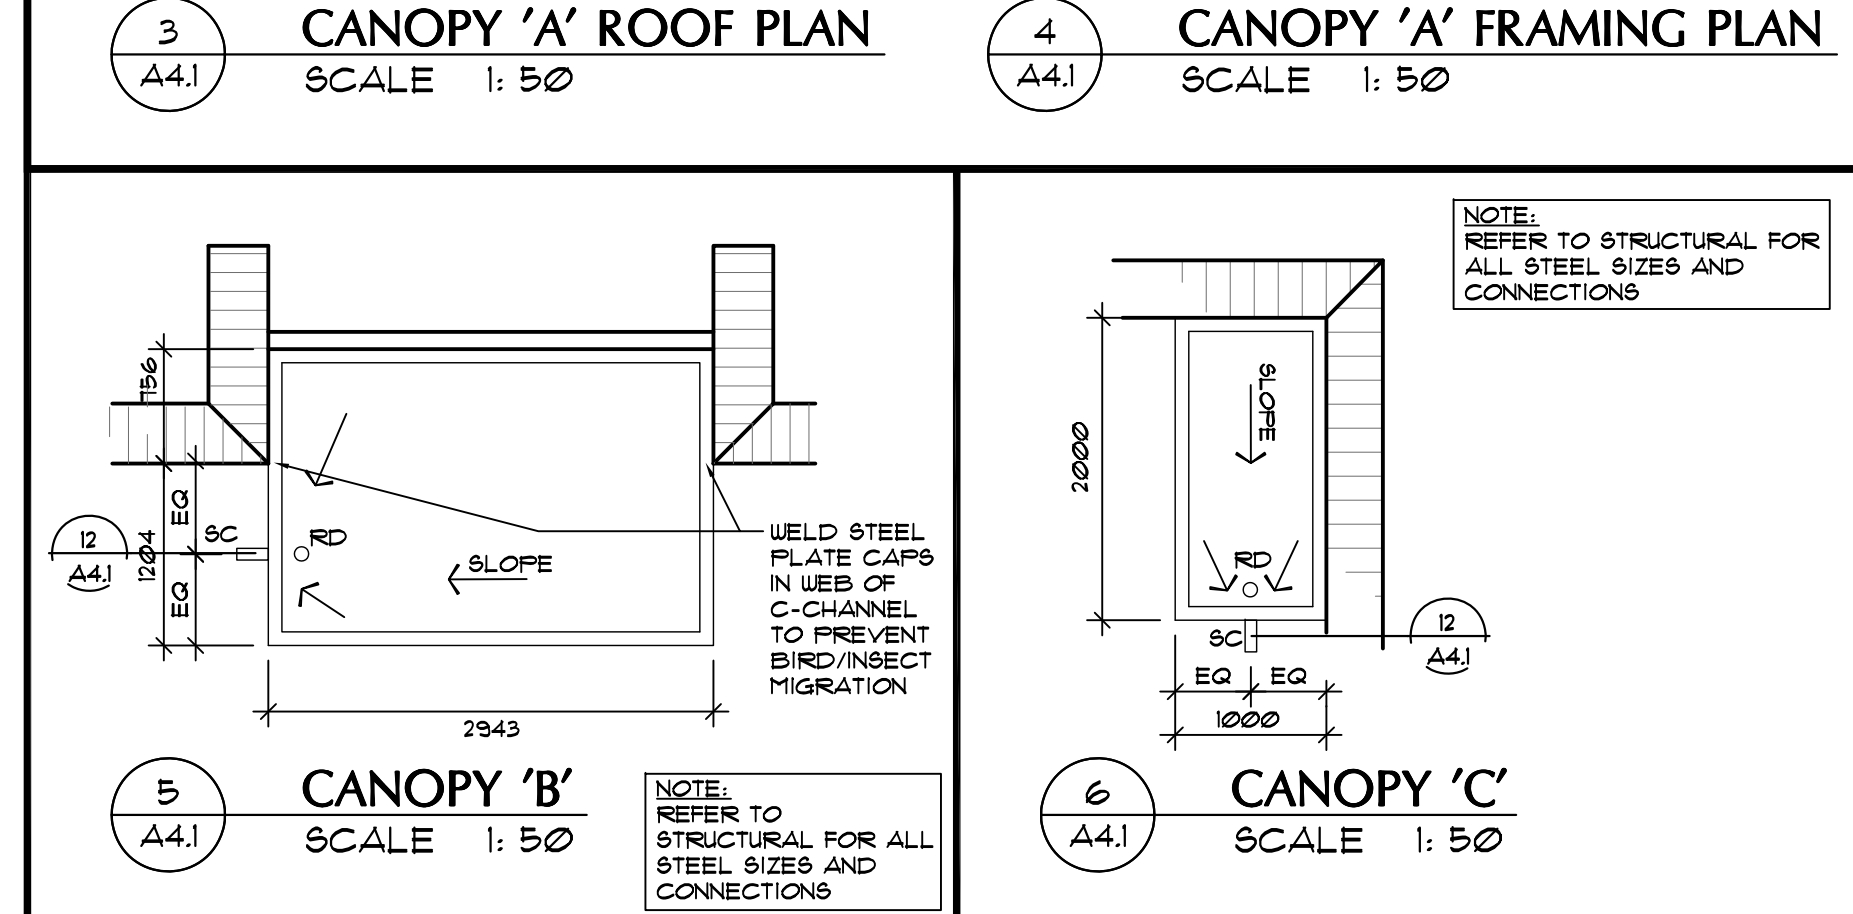 3
A4.1
CANOPY 'A' ROOF PLAN
SCALE 1: 50
4
A4.1
CANOPY 'A' FRAMING PLAN
SCALE 1: 50
756
1204
EQ
EQ
12
A4.1
SC
RD
SLOPE
WELD STEEL
PLATE CAPS
IN WEB OF
C-CHANNEL
TO PREVENT
BIRD/INSECT
MIGRATION
2943
5
A4.1
CANOPY 'B'
SCALE 1: 50
NOTE:
REFER TO
STRUCTURAL FOR ALL
STEEL SIZES AND
CONNECTIONS
NOTE:
REFER TO STRUCTURAL FOR
ALL STEEL SIZES AND
CONNECTIONS
2000
SLOPE
RD
SC
12
A4.1
EQ EQ
1000
6
A4.1
CANOPY 'C'
SCALE 1: 50